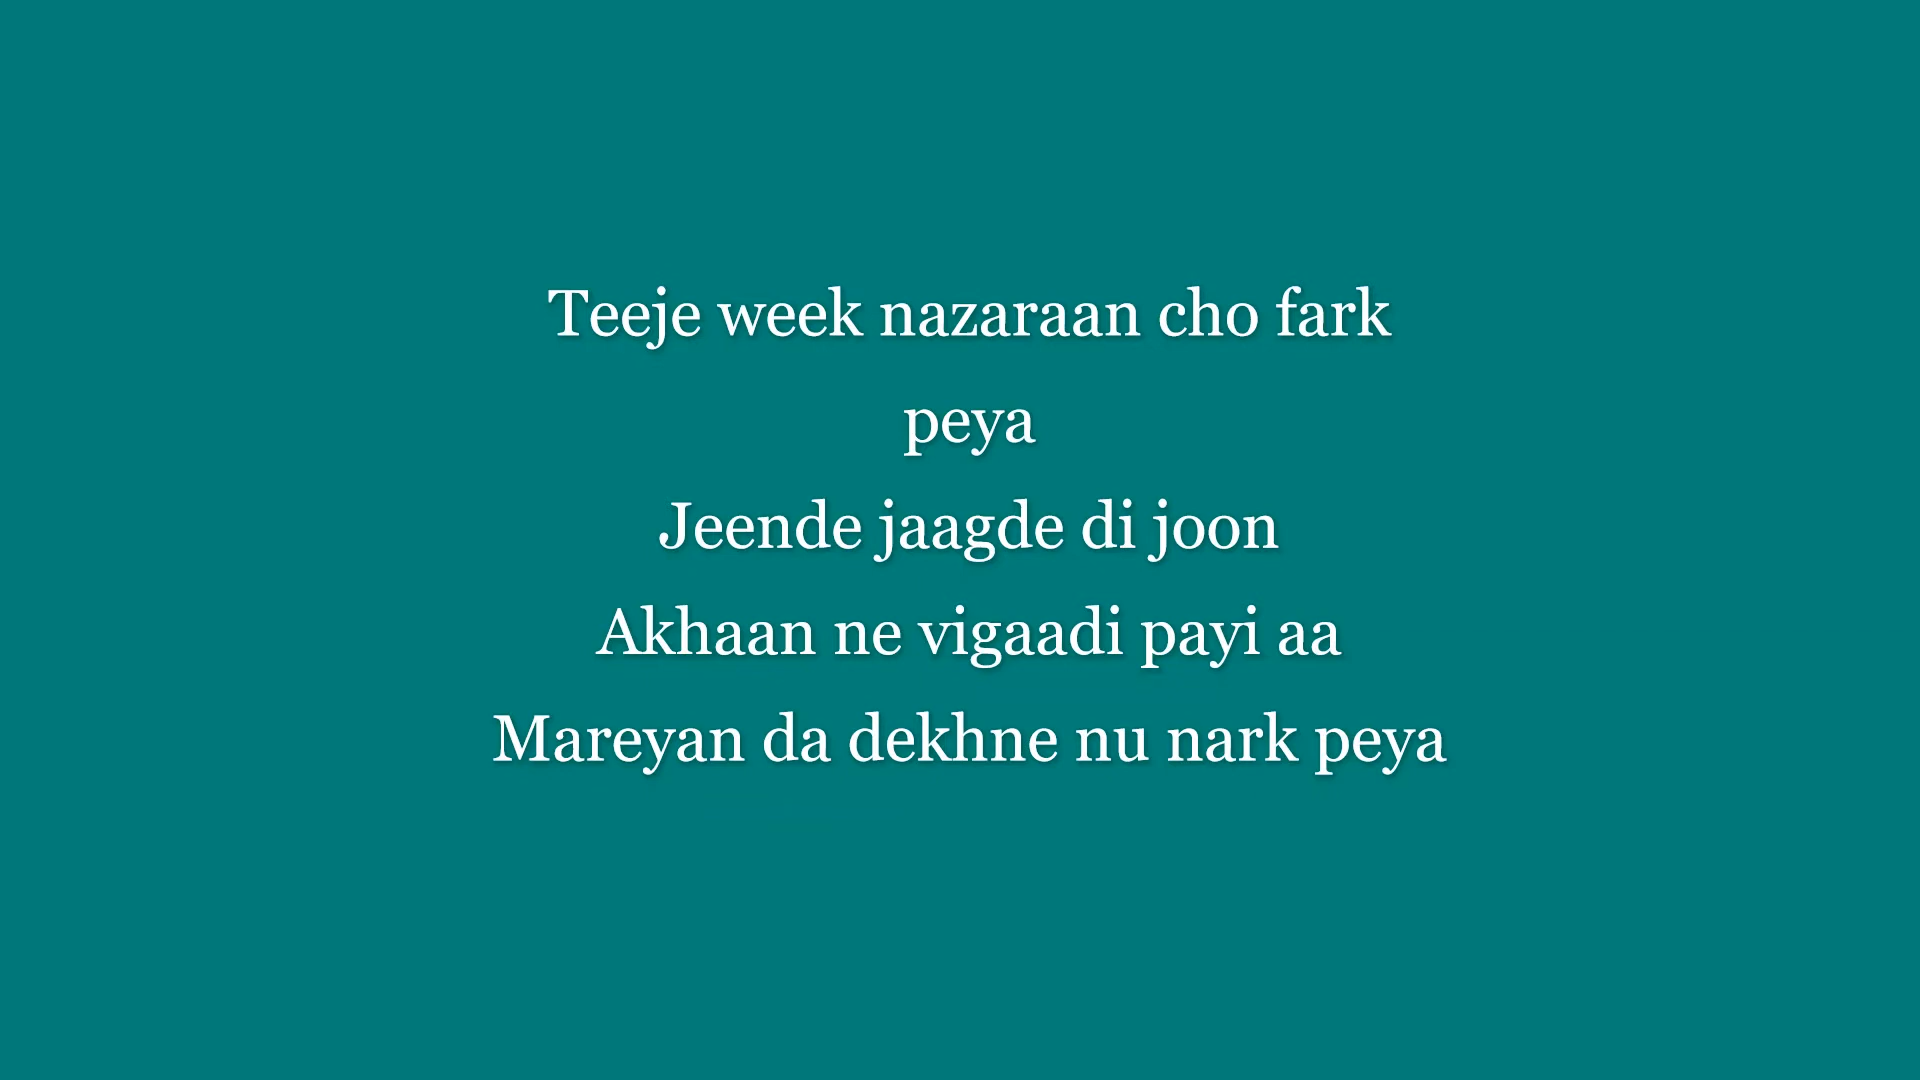 Teeje week nazaraan cho fark
peya
Jeende jaagde di joon
Akhaan ne vigaadi payi aa
Mareyan da dekhne nu nark peya